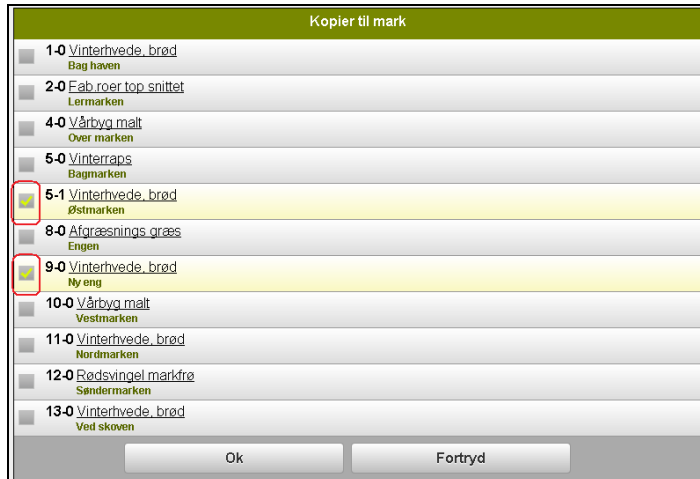 Kopier til mark
1-0 Vinterhvede, brød
Bag haven
2-0 Fab.roer top snittet
Lermarken
4-0 Vårbyg malt
Over marken
5-0 Vinterraps
Bagmarken
5-1 Vinterhvede, brød
Østmarken
8-0 Afgræsnings græs
Engen
9-0 Vinterhvede, brød
Ny eng
10-0 Vårbyg malt
Vestmarken
11-0 Vinterhvede, brød
Nordmarken
12-0 Rødsvingel markfrø
Søndermarken
13-0 Vinterhvede, brød
Ved skoven
Ok Fortryd